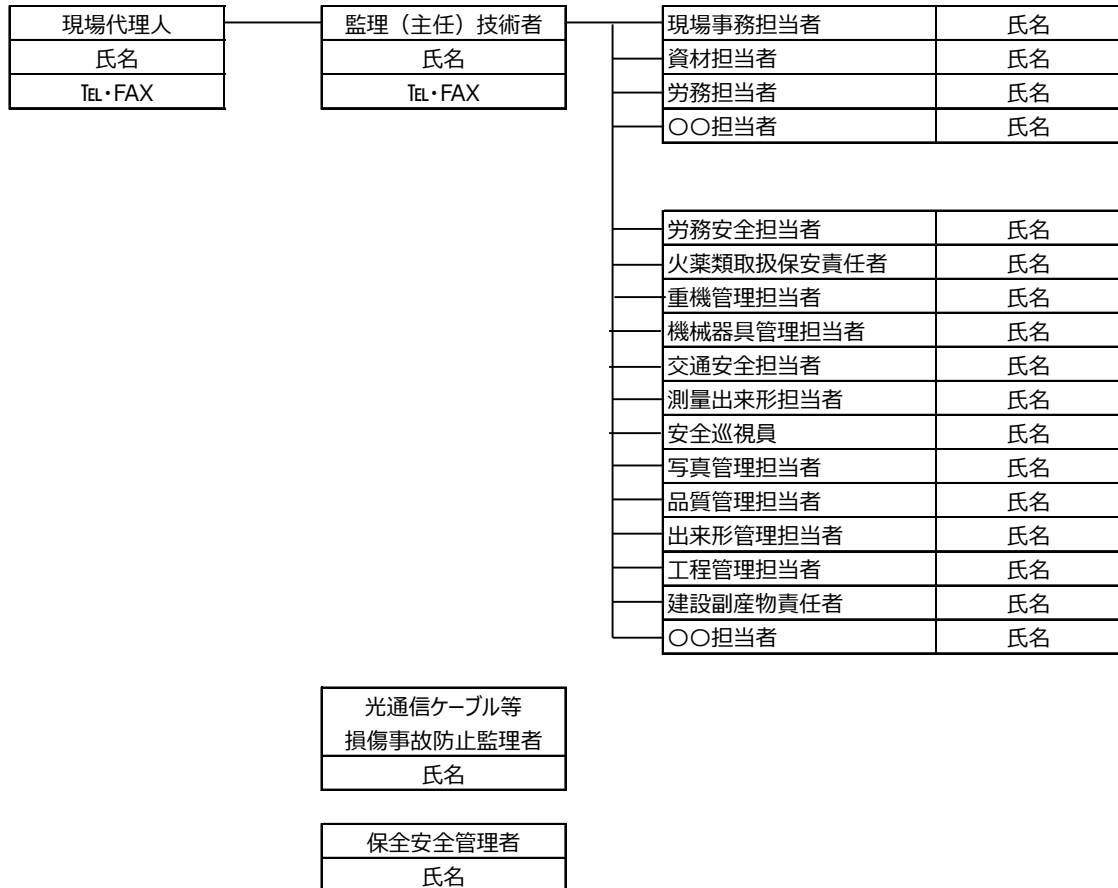 現場代理人
氏名
℡・FAX
監理（主任）技術者
氏名
℡・FAX
現場事務担当者 氏名
資材担当者 氏名
労務担当者 氏名
○○担当者 氏名
労務安全担当者 氏名
火薬類取扱保安責任者 氏名
重機管理担当者 氏名
機械器具管理担当者 氏名
交通安全担当者 氏名
測量出来形担当者 氏名
安全巡視員 氏名
写真管理担当者 氏名
品質管理担当者 氏名
出来形管理担当者 氏名
工程管理担当者 氏名
建設副産物責任者 氏名
○○担当者 氏名
光通信ケーブル等
損傷事故防止監理者
氏名
保全安全管理者
氏名